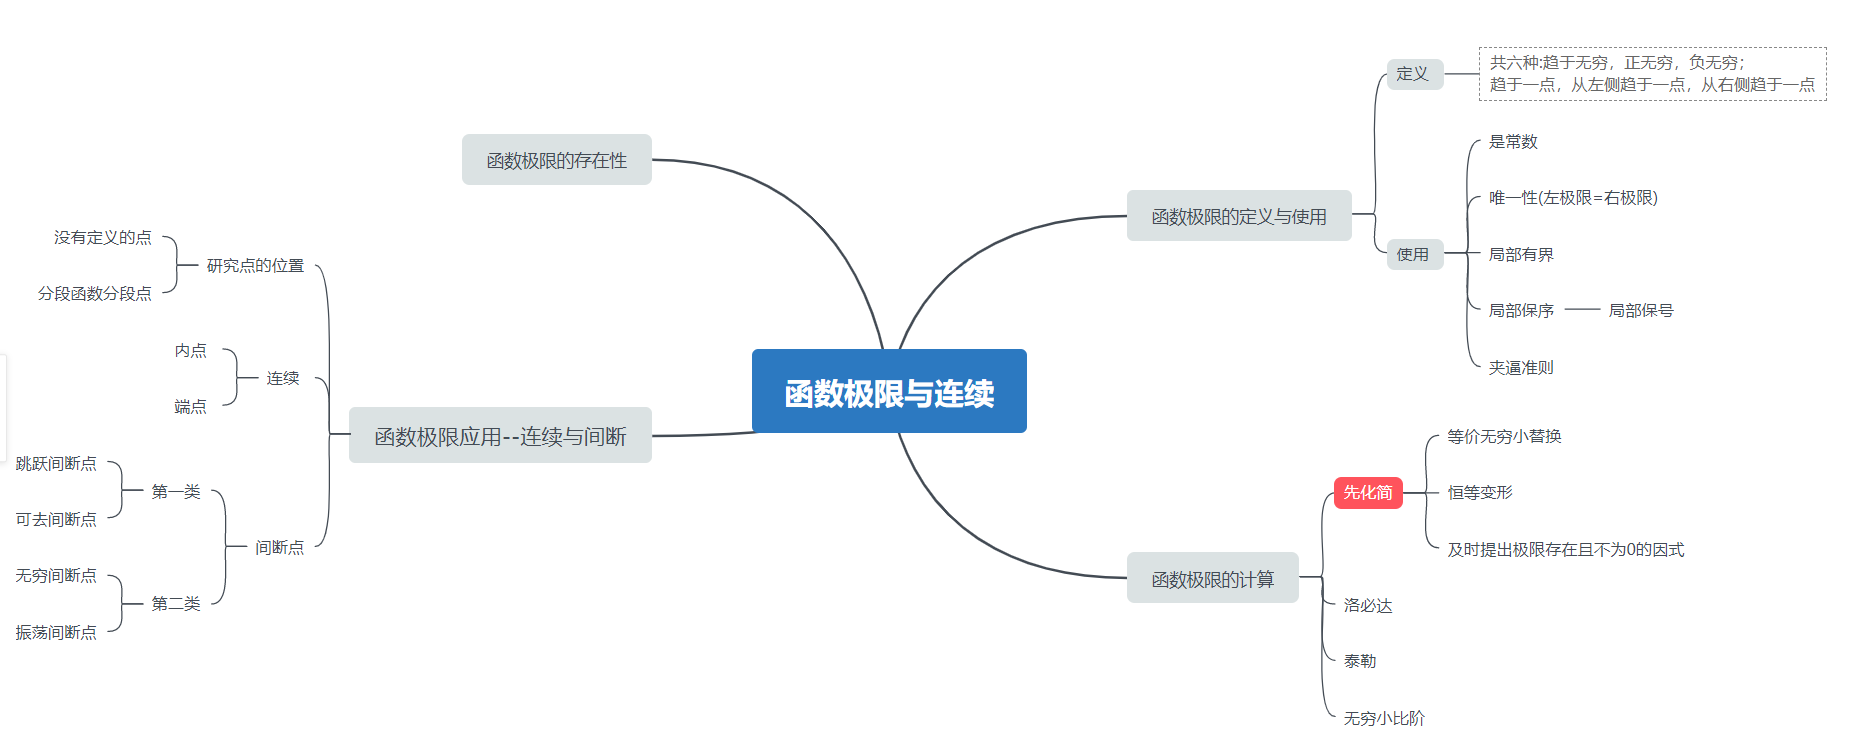 函数极限与连续
函数极限的定义与使用
定义
共六种:趋于无穷，正无穷，负无穷；
趋于一点，从左侧趋于一点，从右侧趋于一点
使用
是常数
唯一性(左极限=右极限)
局部有界
局部保序
局部保号
夹逼准则
函数极限的计算
先化简
等价无穷小替换
恒等变形
及时提出极限存在且不为0的因式
洛必达
泰勒
无穷小比阶
函数极限的存在性
函数极限应用--连续与间断
研究点的位置
没有定义的点
分段函数分段点
连续
内点
端点
间断点
第一类
跳跃间断点
可去间断点
第二类
无穷间断点
振荡间断点